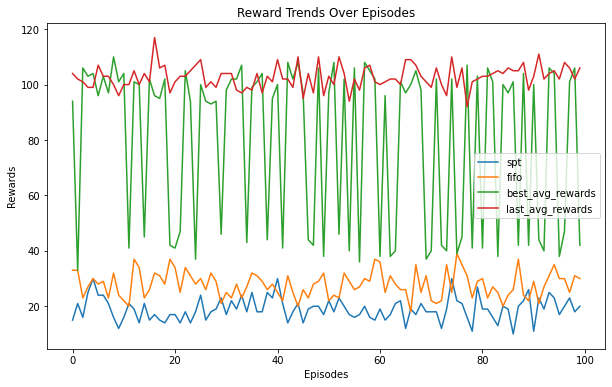 Reward Trends Over Episodes
Rewards
120
100
80
60
40
20
spt
fifo
best_avg_rewards
last_avg_rewards
0
20
40
60
80
100
Episodes